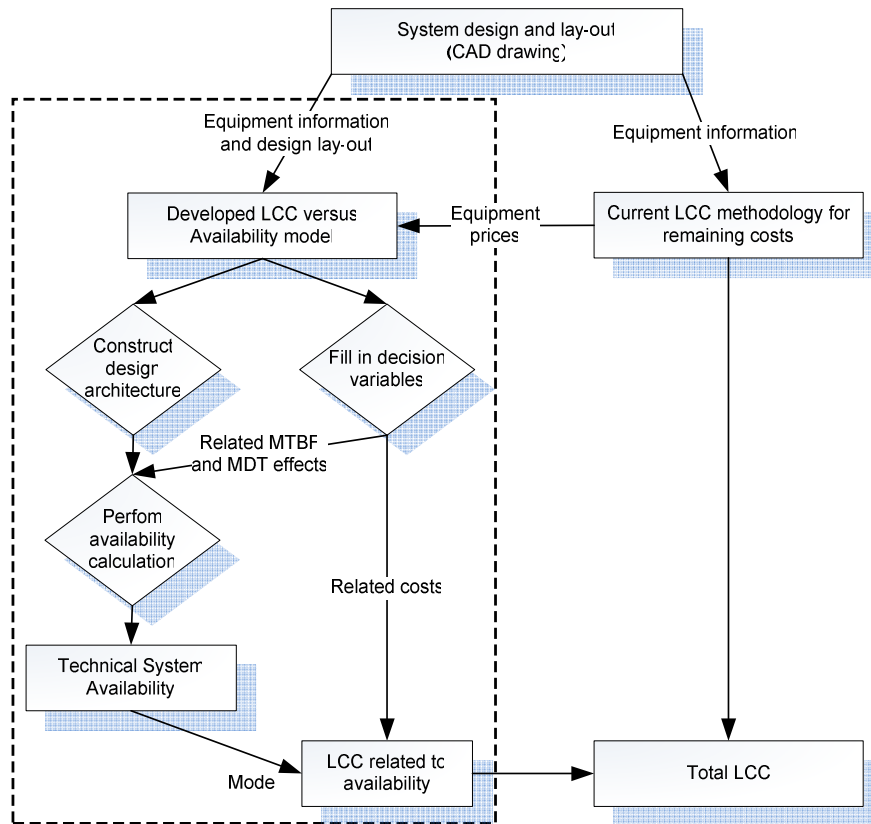 System design and lay-out
(CAD drawing)
Equipment information
and design lay-out
Equipment information
Developed LCC versus
Availability model
Equipment
prices
Current LCC methodology for
remaining costs
Construct
design
architecture
Fill in decision
variables
Related MTBF
and MDT effects
Perfom
availability
calculation
Related costs
Technical System
Availability
Mode
LCC related to
availability
Total LCC